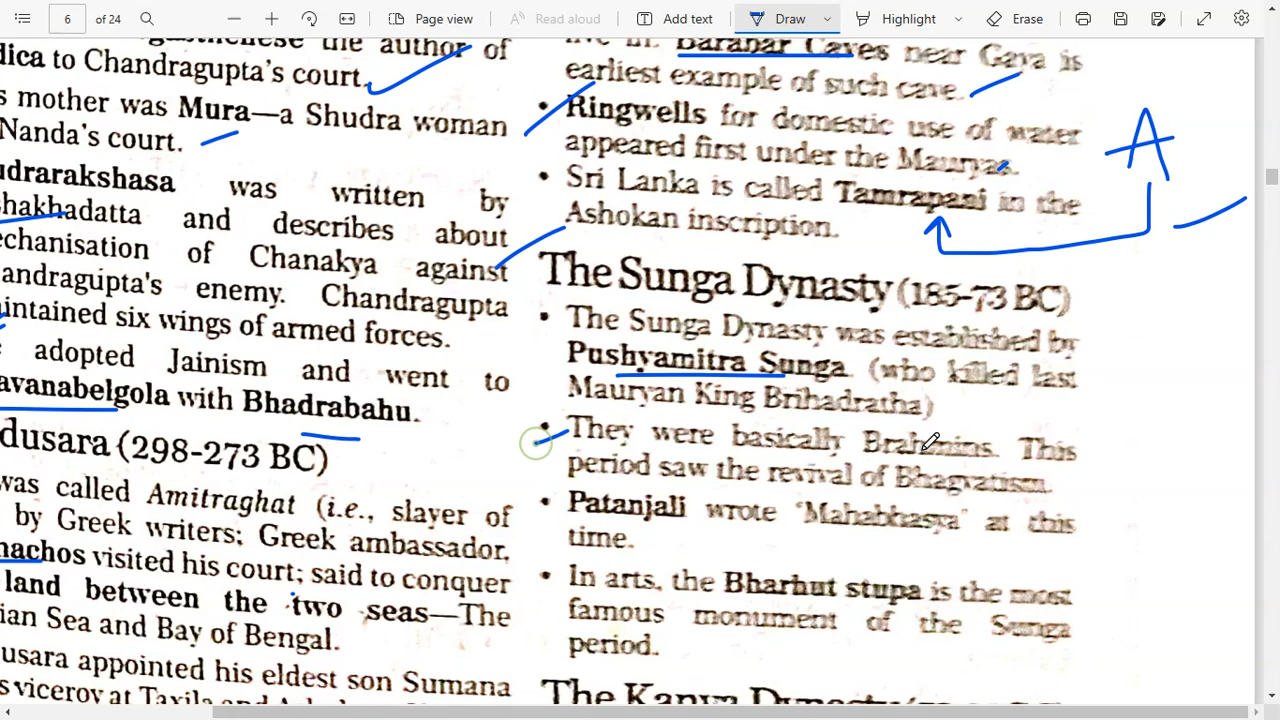 6
of 24
Page view
Read aloud
Add text
Draw
Highlight
Erase
the author of
dica to Chandragupta's court.
s mother was Mura—a Shudra woman
Nanda's court.
udrarakshasa was written by
shakhadatta and describes about
echanisation of Chanakya against
andragupta's enemy. Chandragupta
intained six wings of armed forces.
adopted Jainism and went to
avanabelgola with Bhadrabahu.
dusara (298-273 BC)
was called Amitraghat (i.e., slayer of
by Greek writers; Greek ambassador,
machos visited his court; said to conquer
land between the two seas—The
ian Sea and Bay of Bengal.
usara appointed his eldest son Sumana
s viceroy at Taxila and
Barabar Caves near Gaya is
earliest example of such cave.
• Ringwells for domestic use of water
appeared first under the Mauryas.
• Sri Lanka is called Tamrapani in the
Ashokan inscription.
A
The Sunga Dynasty (185-73 BC)
• The Sunga Dynasty was established by
Pushyamitra Sunga (who killed last
Mauryan King Brihadratha)
• They were basically Brahmins. This
period saw the revival of Bhagvatism.
• Patanjali wrote 'Mahabhasya' at this
time.
• In arts, the Bharhut stupa is the most
famous monument of the Sunga
period.
The Kanva Dynasty